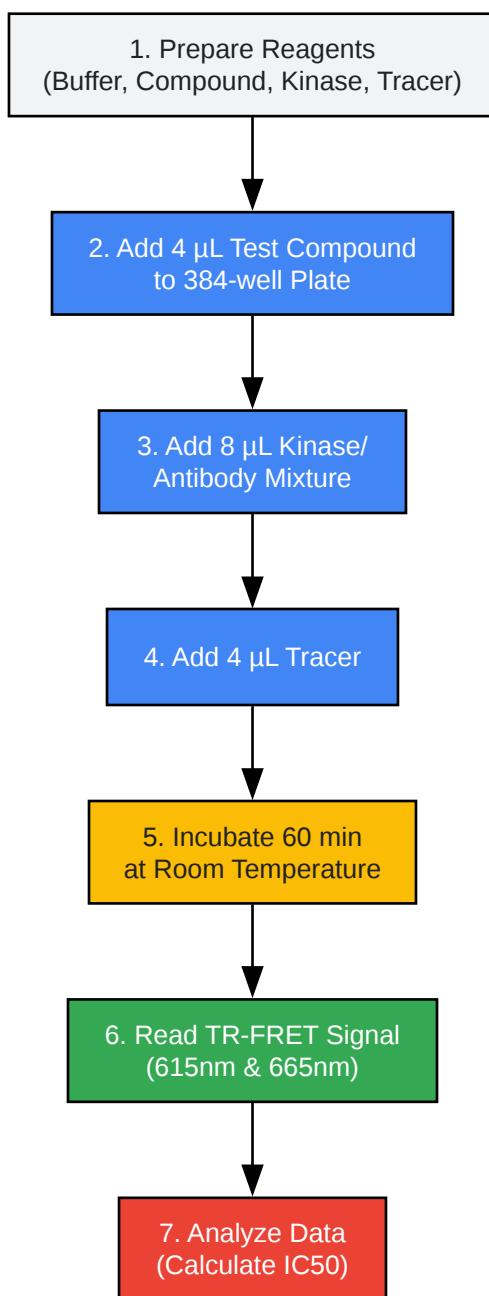 1. Prepare Reagents
(Buffer, Compound, Kinase, Tracer)
2. Add 4 µL Test Compound
to 384-well Plate
3. Add 8 µL Kinase/
Antibody Mixture
4. Add 4 µL Tracer
5. Incubate 60 min
at Room Temperature
6. Read TR-FRET Signal
(615nm & 665nm)
7. Analyze Data
(Calculate IC50)